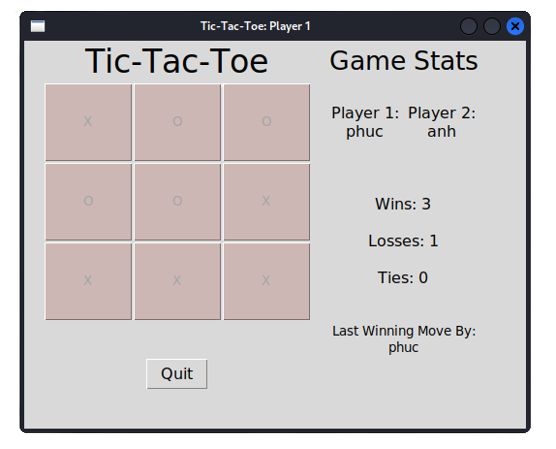 Tic-Tac-Toe: Player 1
Tic-Tac-Toe
Game Stats
X O O
O O X
X X X
Player 1: Player 2:
phuc anh
Wins: 3
Losses: 1
Ties: 0
Last Winning Move By:
phuc
Quit